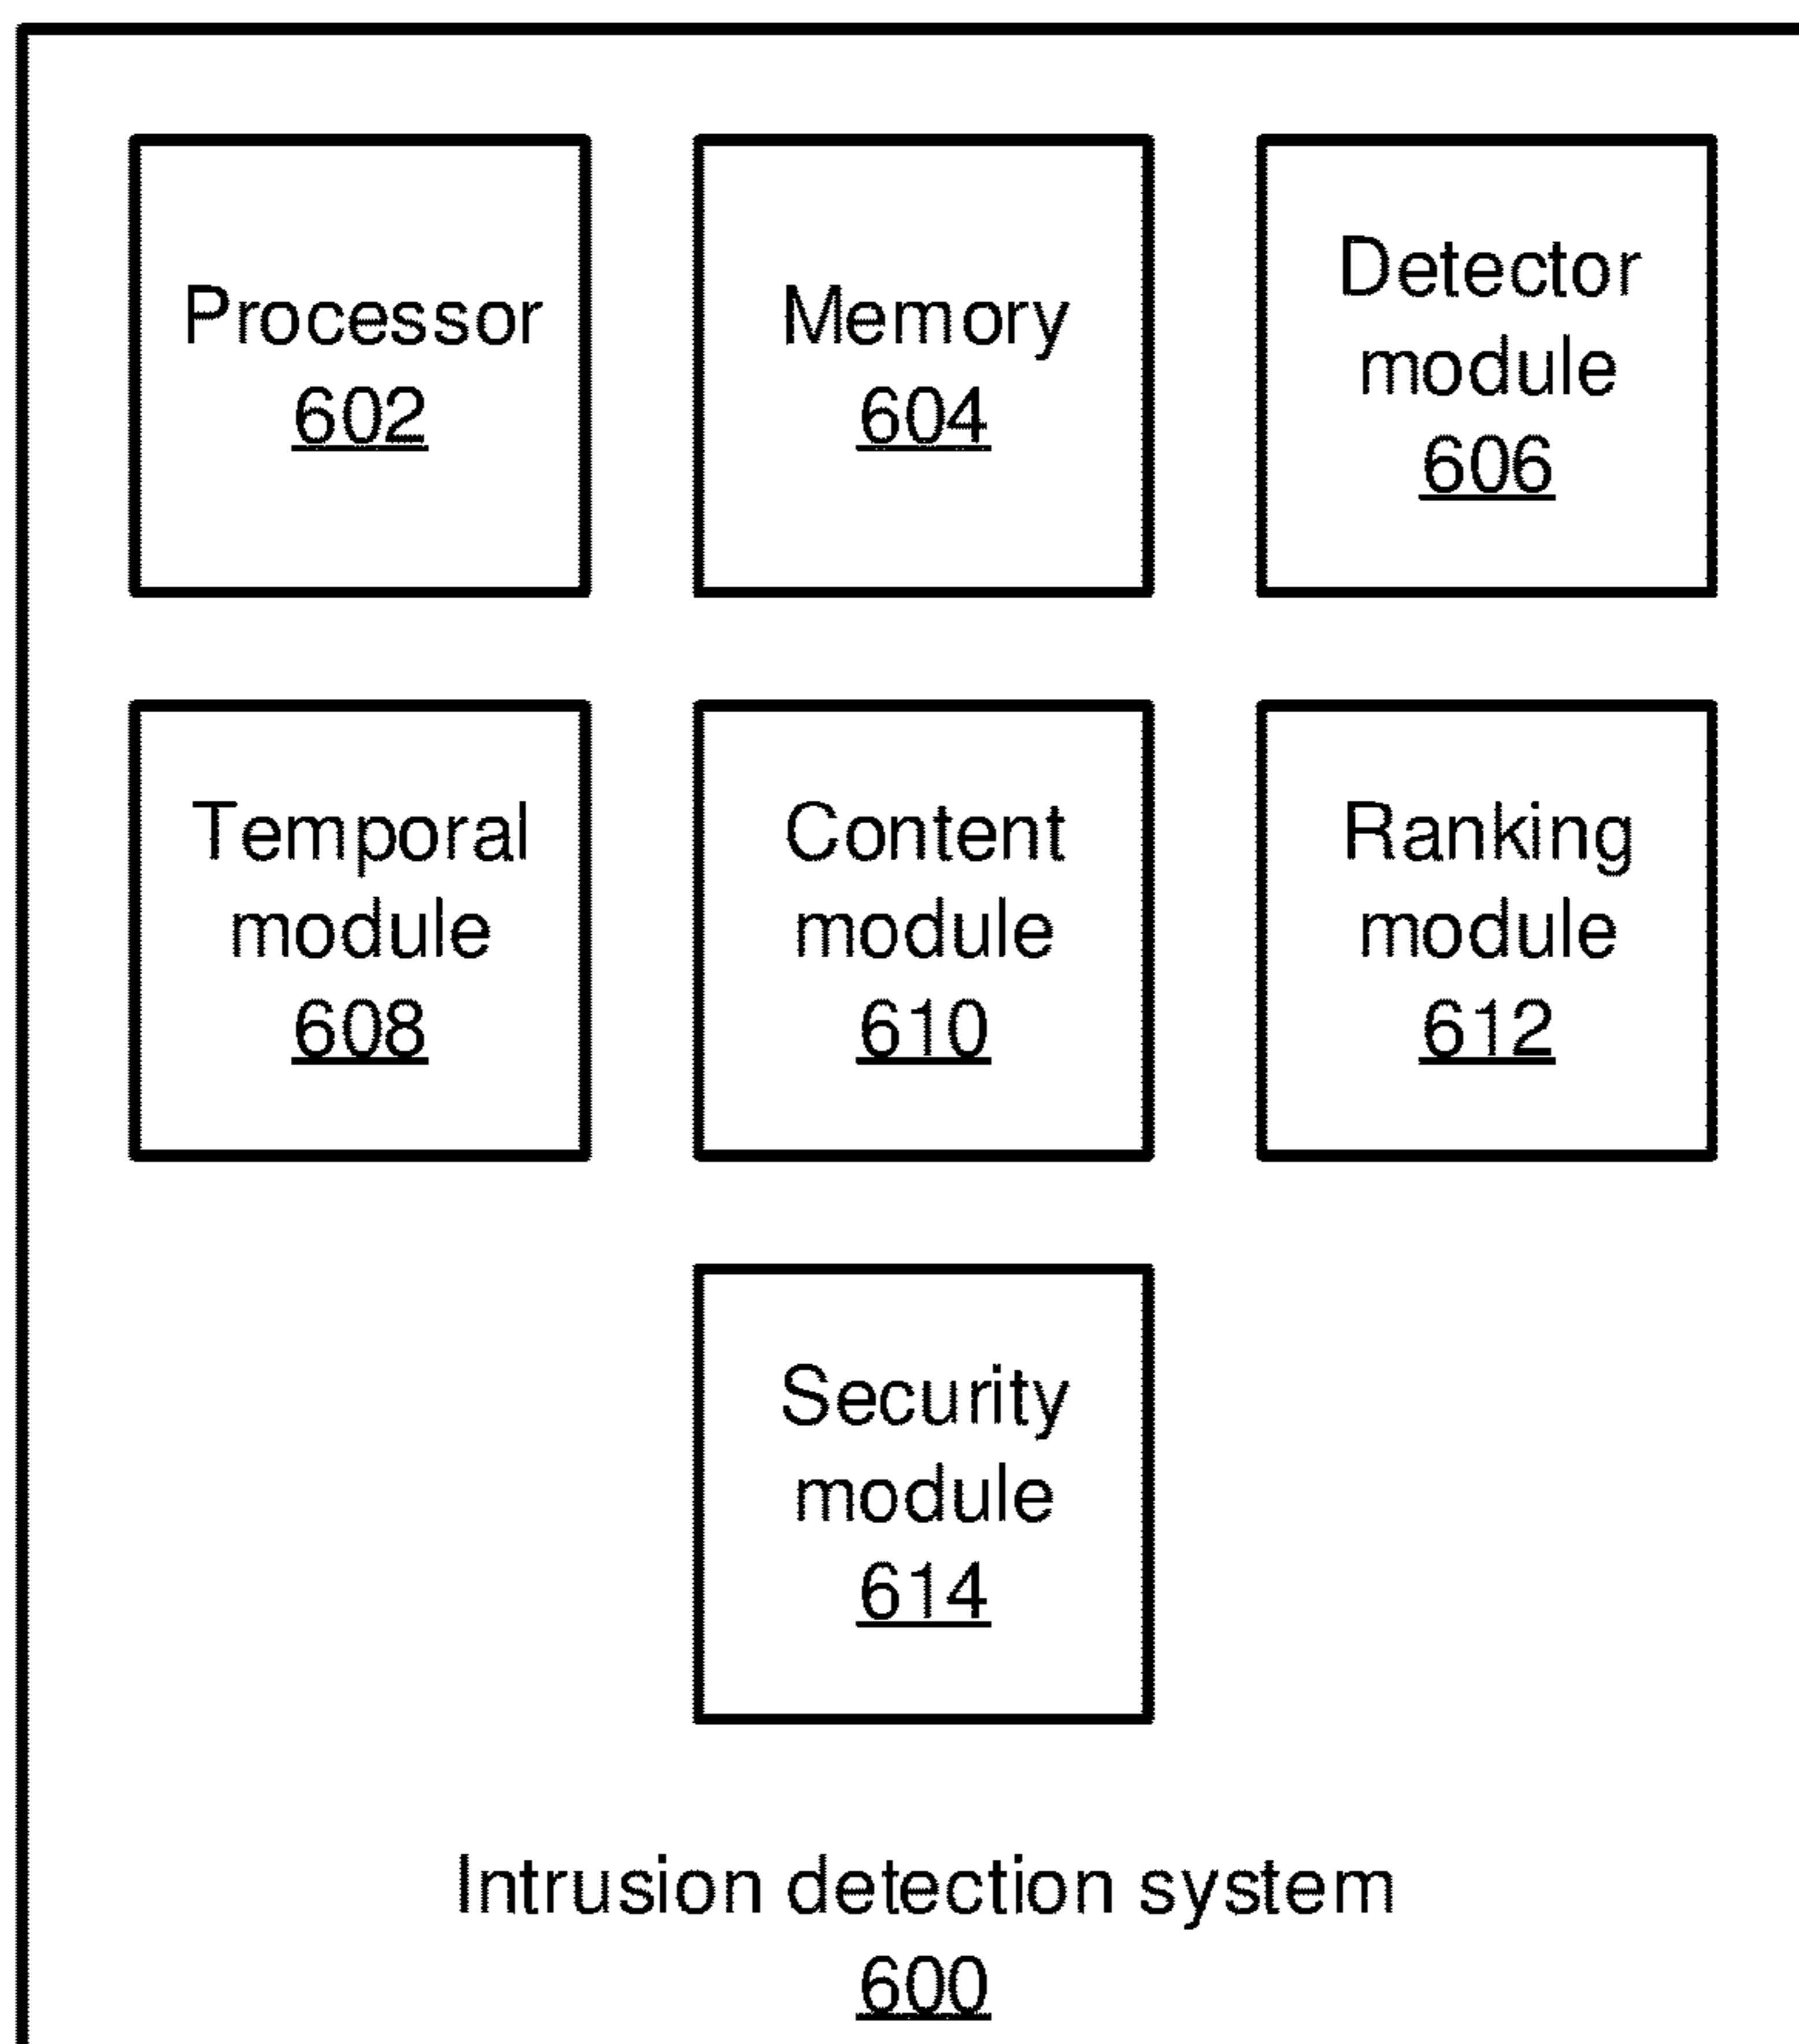 Processor
602
Memory
604
Detector
module
606
Temporal
module
608
Content
module
610
Ranking
module
612
Security
module
614
Intrusion detection system
600